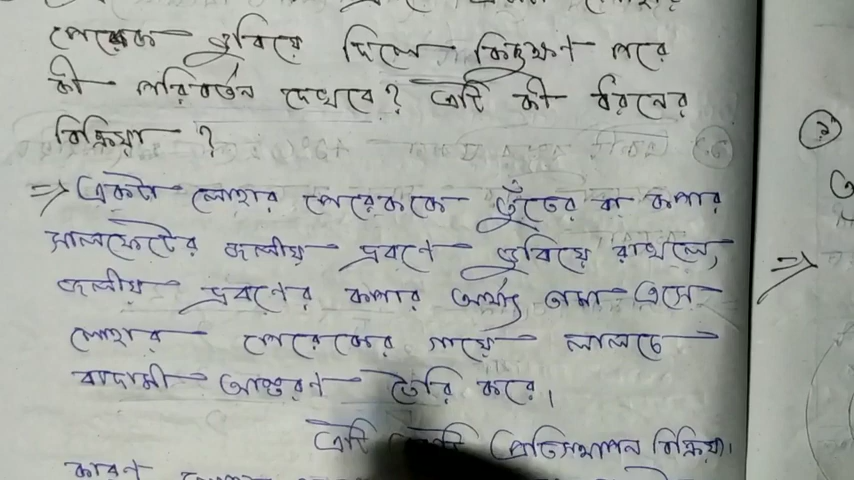 পেরেক ডুবিয়ে দিলে কিছুক্ষণ পরে
কী পরিবর্তন দেখবে? এটি কী ধরনের
বিক্রিয়া ?
⇒ একটা লোহার পেরেককে তুঁতের বা কপার
সালফেটের জলীয় দ্রবণে ডুবিয়ে রাখলে,
জলীয় দ্রবণের কপার অর্থাৎ তামা এসে
লোহার পেরেকের গায়ে লালচে
বাদামী আস্তরণ তৈরি করে।
এটি প্রতিস্থাপন বিক্রিয়া।
কারণ